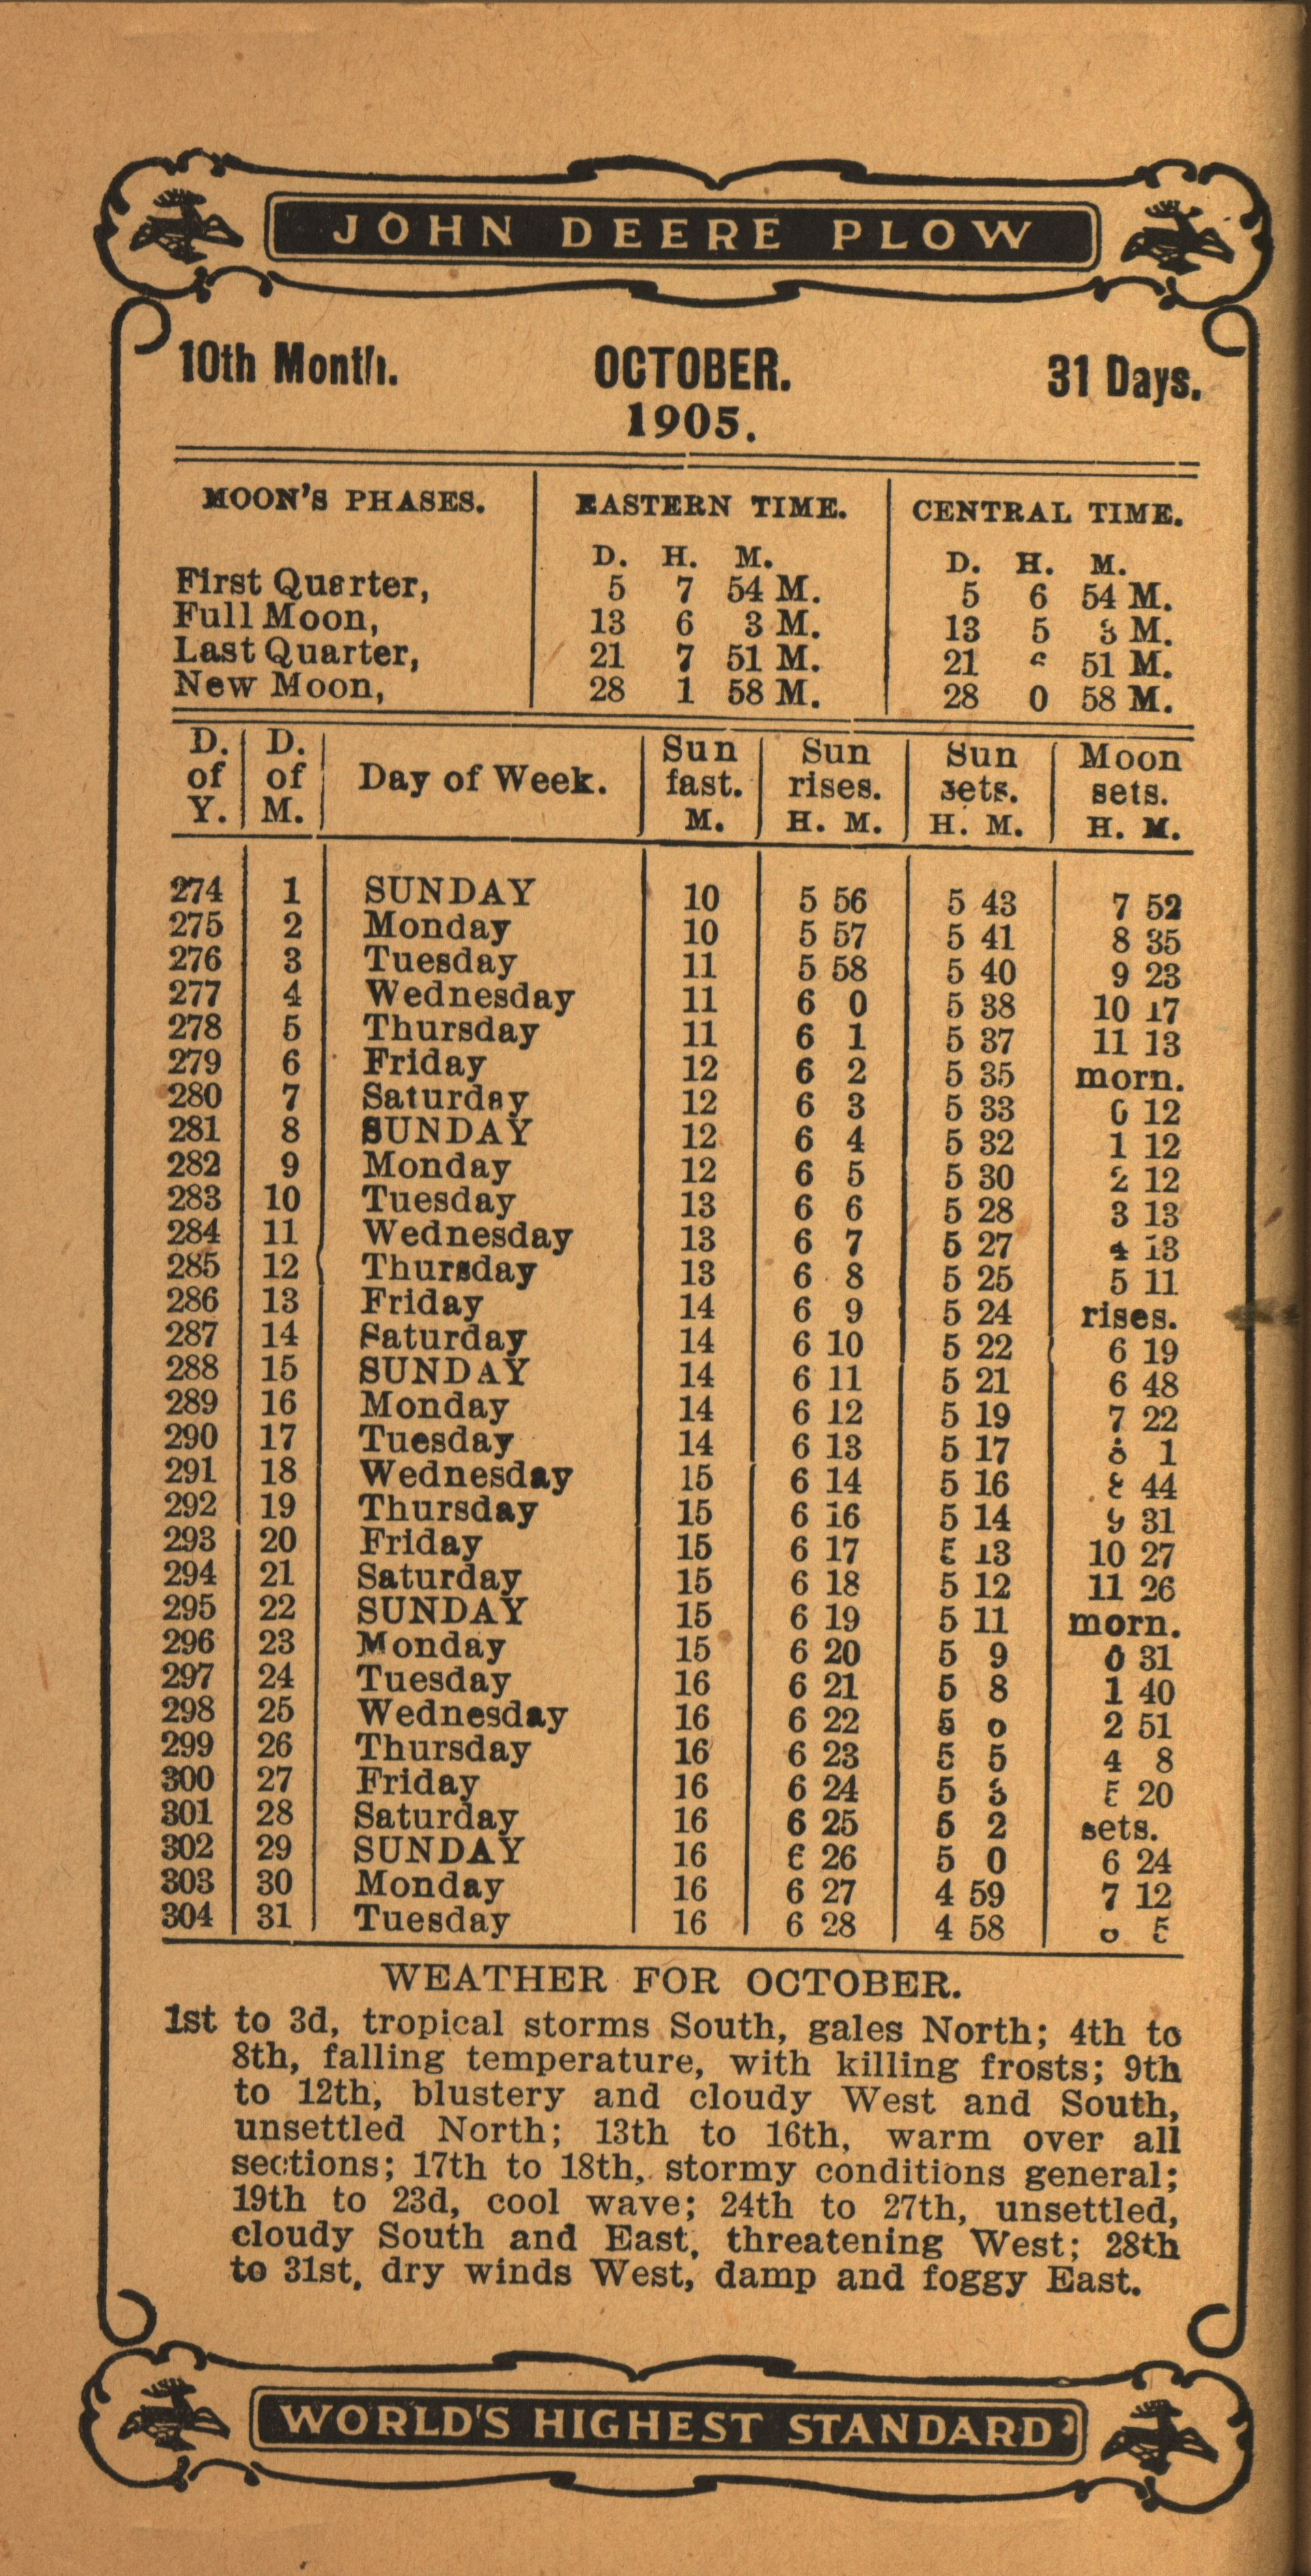 JOHN DEERE PLOW
10th Month. OCTOBER. 31 Days.
1905.
MOON'S PHASES. EASTERN TIME. CENTRAL TIME.
D. H. M. D. H. M.
First Quarter, 5 7 54 M. 5 6 54 M.
Full Moon, 13 6 3 M. 13 5 3 M.
Last Quarter, 21 7 51 M. 21 6 51 M.
New Moon, 28 1 58 M. 28 0 58 M.
D. D. Sun Sun Sun Moon
of of Day of Week. fast. rises. sets. sets.
Y. M. M. H. M. H. M. H. M.
274 1 SUNDAY 10 5 56 5 43 7 52
275 2 Monday 10 5 57 5 41 8 35
276 3 Tuesday 11 5 58 5 40 9 23
277 4 Wednesday 11 6 0 5 38 10 17
278 5 Thursday 11 6 1 5 37 11 13
279 6 Friday 12 6 2 5 35 morn.
280 7 Saturday 12 6 3 5 33 0 12
281 8 SUNDAY 12 6 4 5 32 1 12
282 9 Monday 12 6 5 5 30 2 12
283 10 Tuesday 13 6 6 5 28 3 13
284 11 Wednesday 13 6 7 5 27 4 13
285 12 Thursday 13 6 8 5 25 5 11
286 13 Friday 14 6 9 5 24 rises.
287 14 Saturday 14 6 10 5 22 6 19
288 15 SUNDAY 14 6 11 5 21 6 48
289 16 Monday 14 6 12 5 19 7 22
290 17 Tuesday 14 6 13 5 17 8 1
291 18 Wednesday 15 6 14 5 16 8 44
292 19 Thursday 15 6 16 5 14 9 31
293 20 Friday 15 6 17 5 13 10 27
294 21 Saturday 15 6 18 5 12 11 26
295 22 SUNDAY 15 6 19 5 11 morn.
296 23 Monday 15 6 20 5 9 0 31
297 24 Tuesday 16 6 21 5 8 1 40
298 25 Wednesday 16 6 22 5 2 51
299 26 Thursday 16 6 23 5 5 4 8
300 27 Friday 16 6 24 5 3 5 20
301 28 Saturday 16 6 25 5 2 sets.
302 29 SUNDAY 16 6 26 5 0 6 24
303 30 Monday 16 6 27 4 59 7 12
304 31 Tuesday 16 6 28 4 58 5
WEATHER FOR OCTOBER.
1st to 3d, tropical storms South, gales North; 4th to
8th, falling temperature, with killing frosts; 9th
to 12th, blustery and cloudy West and South,
unsettled North; 13th to 16th, warm over all
sections; 17th to 18th, stormy conditions general;
19th to 23d, cool wave; 24th to 27th, unsettled,
cloudy South and East, threatening West; 28th
to 31st, dry winds West, damp and foggy East.
WORLD'S HIGHEST STANDARD